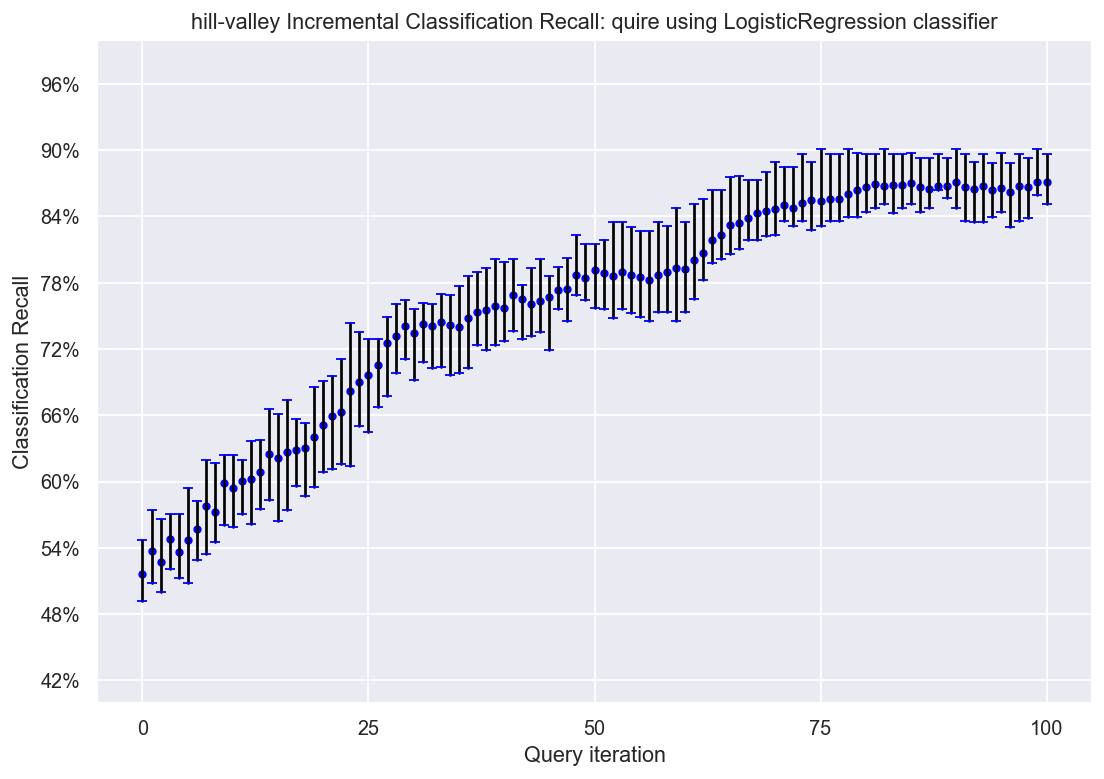 hill-valley Incremental Classification Recall: quire using LogisticRegression classifier
96%
90%
84%
78%
72%
66%
60%
54%
48%
42%
Classification Recall
0 25 50 75 100
Query iteration